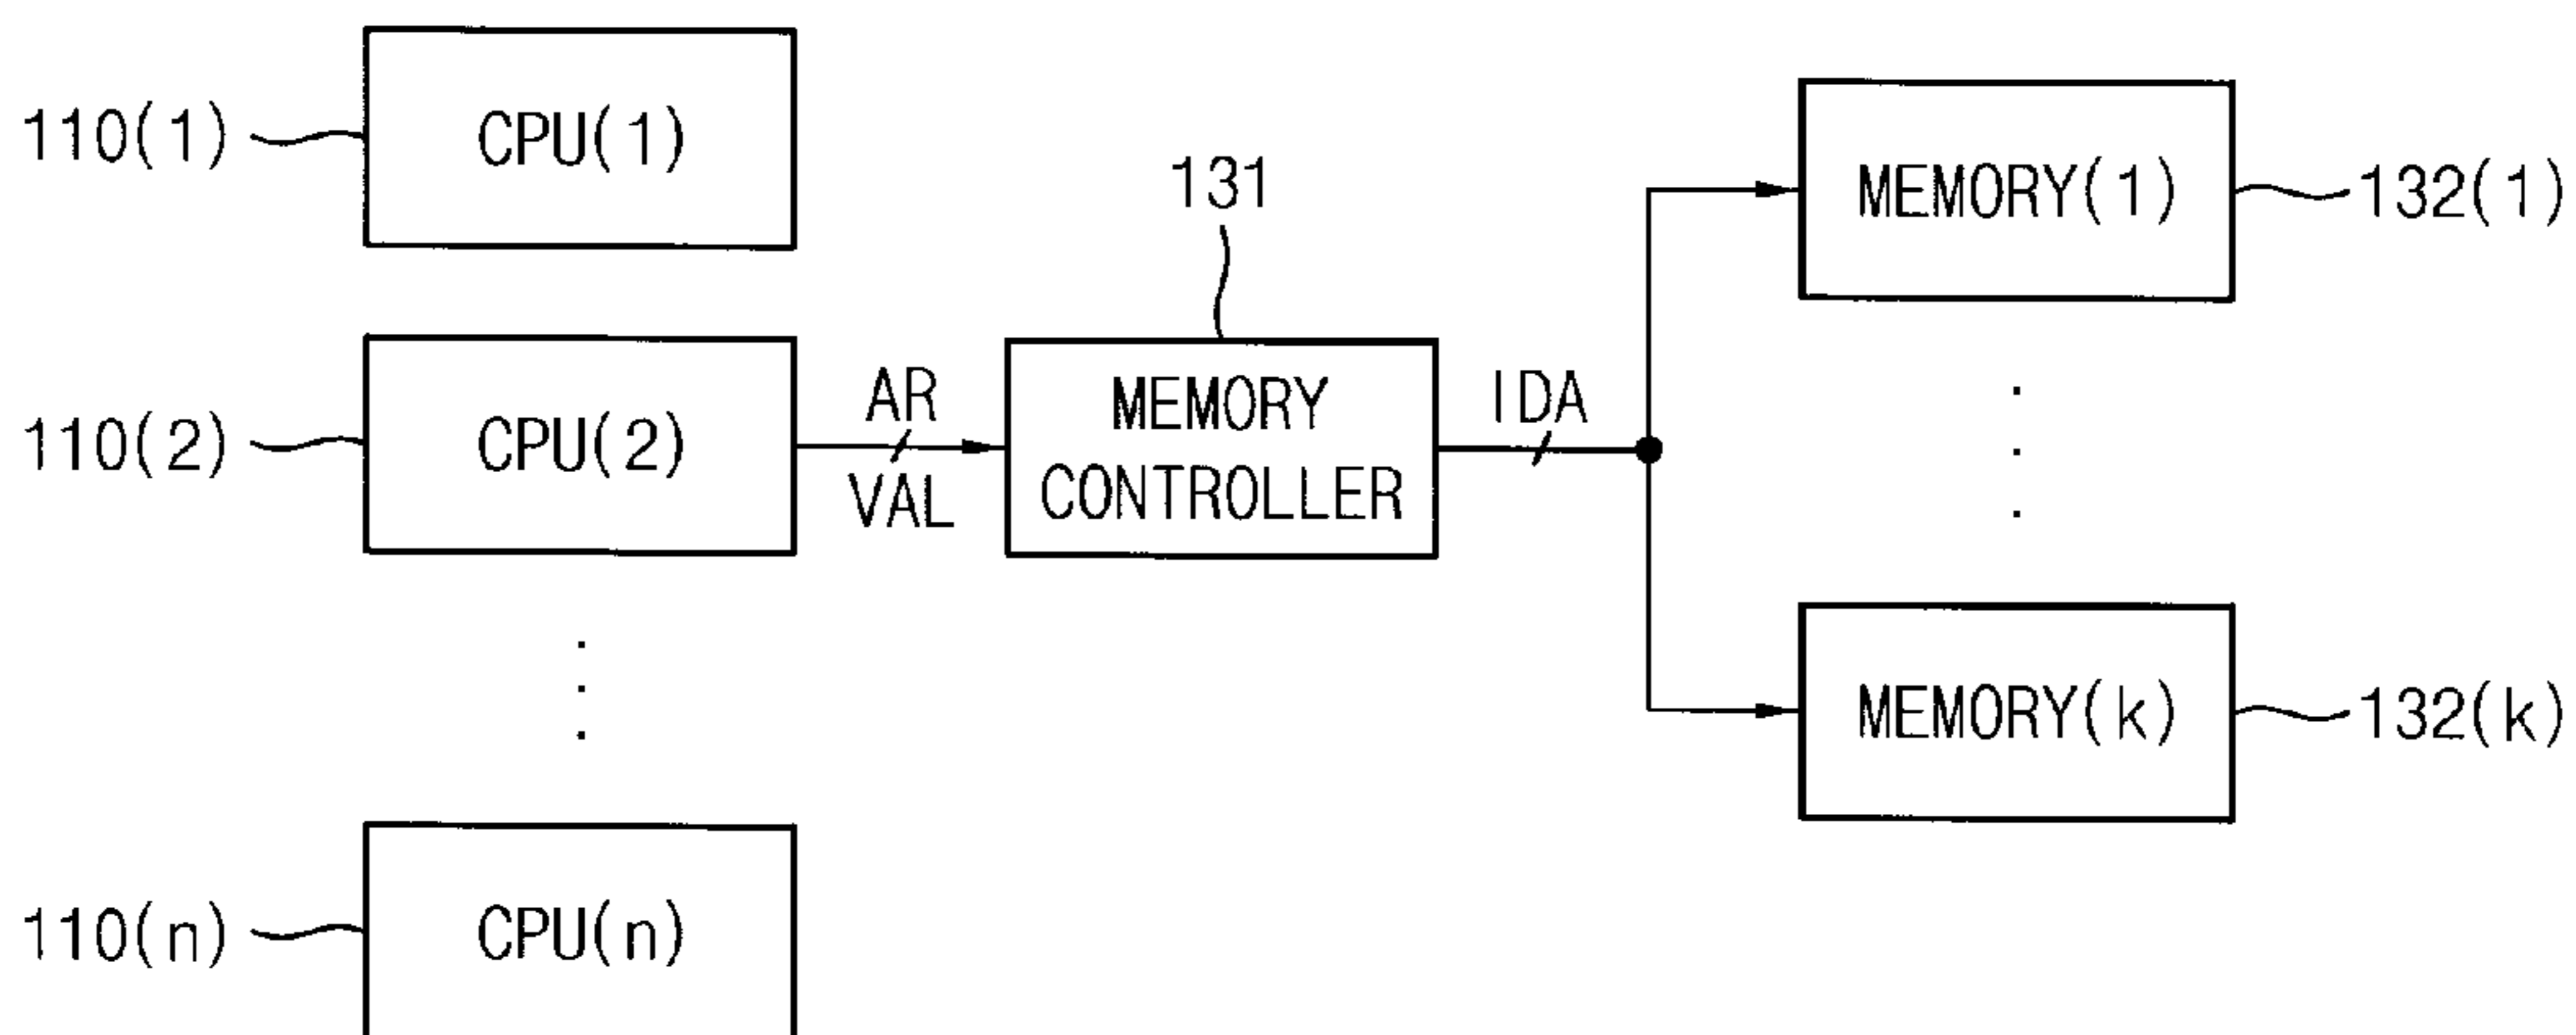 110(1)
CPU(1)
131
MEMORY(1)
132(1)
110(2)
CPU(2)
AR
VAL
MEMORY
CONTROLLER
IDA
MEMORY(k)
132(k)
110(n)
CPU(n)